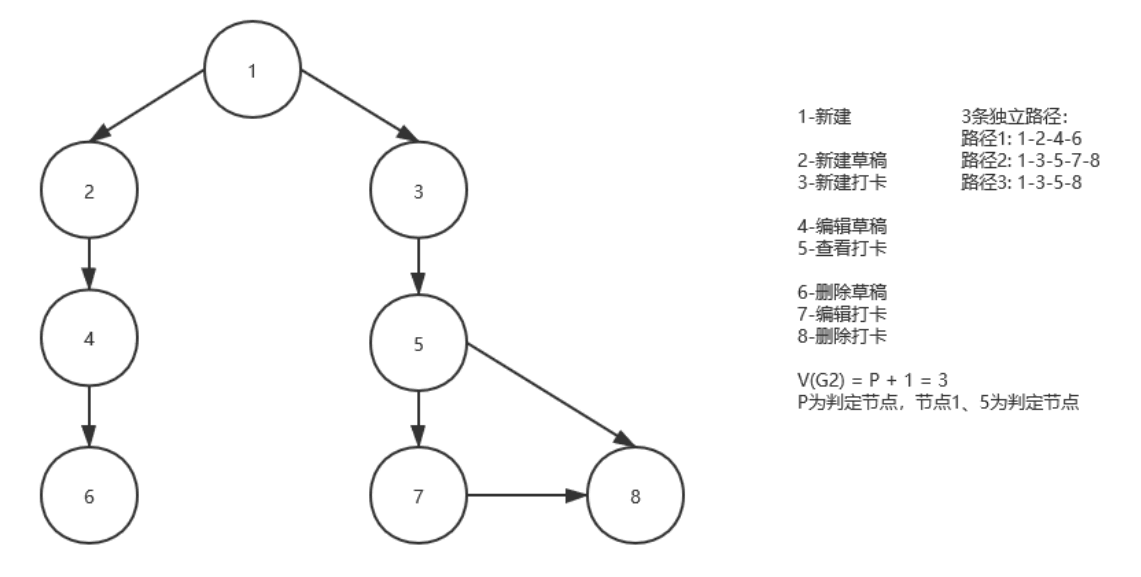 1
2
3
4
5
6
7
8
1-新建
2-新建草稿
3-新建打卡
4-编辑草稿
5-查看打卡
6-删除草稿
7-编辑打卡
8-删除打卡
V(G2) = P + 1 = 3
P为判定节点，节点1、5为判定节点
3条独立路径：
路径1: 1-2-4-6
路径2: 1-3-5-7-8
路径3: 1-3-5-8